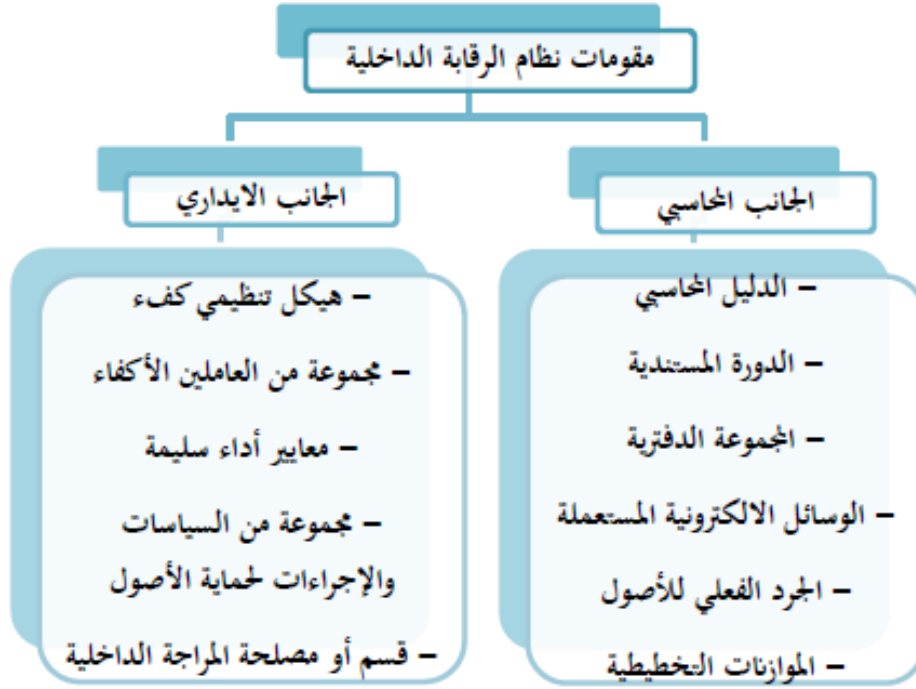 مقومات نظام الرقابة الداخلية
الجانب المحاسبي
– الدليل المحاسبي
– الدورة المستندية
– المجموعة الدفترية
– الوسائل الالكترونية المستعملة
– الجرد الفعلي للأصول
– الموازنات التخطيطية
الجانب الايداري
– هيكل تنظيمي كفء
– مجموعة من العاملين الأكفاء
– معايير أداء سليمة
– مجموعة من السياسات
والإجراءات لحماية الأصول
– قسم أو مصلحة المراجة الداخلية